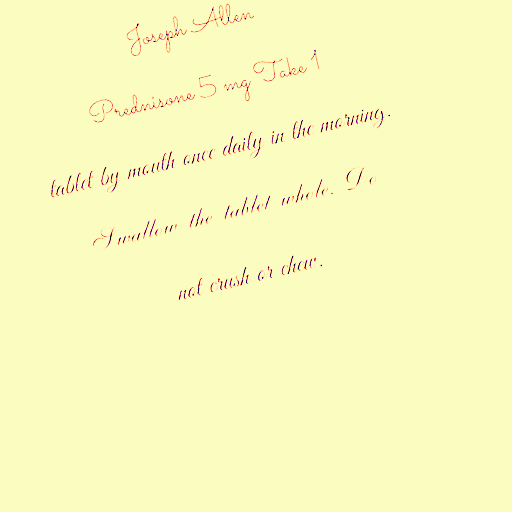 Joseph Allen
Prednisone 5 mg Take 1
tablet by mouth once daily in the morning.
Swallow the tablet whole. Do
not crush or chew.